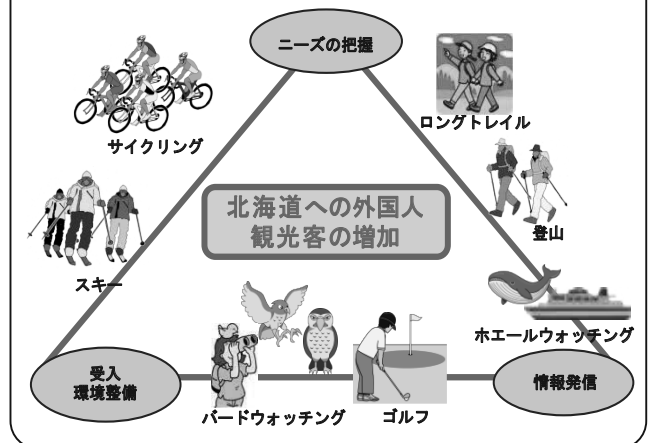 ニーズの把握
サイクリング
ロングトレイル
北海道への外国人
観光客の増加
登山
スキー
ホエールウォッチング
受入
環境整備
情報発信
バードウォッチング
ゴルフ